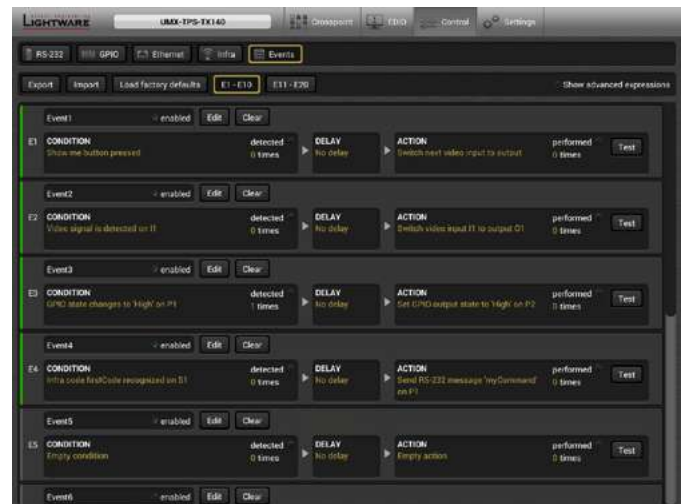 LIGHTWARE
UMX-TPS-TX140
Crosspoint
EDID
Control
Settings
RS-232
GPIO
Ethernet
Infra
Events
Export
Import
Load factory defaults
E1 - E10
E11 - E20
Show advanced expressions
Event1 enabled Edit Clear
E1 CONDITION detected DELAY ACTION performed Test
Show me button pressed 0 times No delay Switch next video input to output 0 times
Event2 enabled Edit Clear
E2 CONDITION detected DELAY ACTION performed Test
Video signal is detected on I1 0 times No delay Switch video input I1 to output O1 0 times
Event3 enabled Edit Clear
E3 CONDITION detected DELAY ACTION performed Test
GPIO state changes to 'High' on P1 1 times No delay Set GPIO output state to 'High' on P2 0 times
Event4 enabled Edit Clear
E4 CONDITION detected DELAY ACTION performed Test
Infra code firstCode recognized on S1 0 times No delay Send RS-232 message 'myCommand' 0 times
on P1
Event5 enabled Edit Clear
E5 CONDITION detected DELAY ACTION performed Test
Empty condition 0 times No delay Empty action 0 times
Event6 enabled Edit Clear